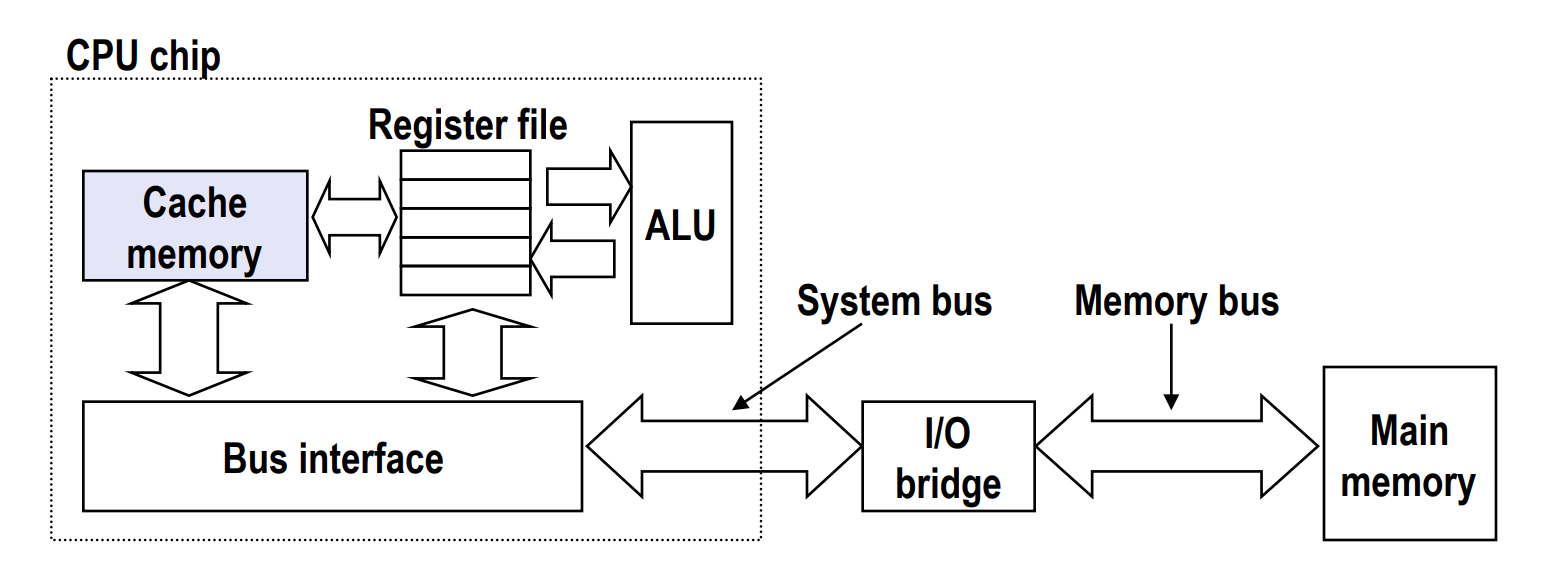 CPU chip
Register file
Cache
memory
ALU
System bus
Memory bus
Bus interface
I/O
bridge
Main
memory